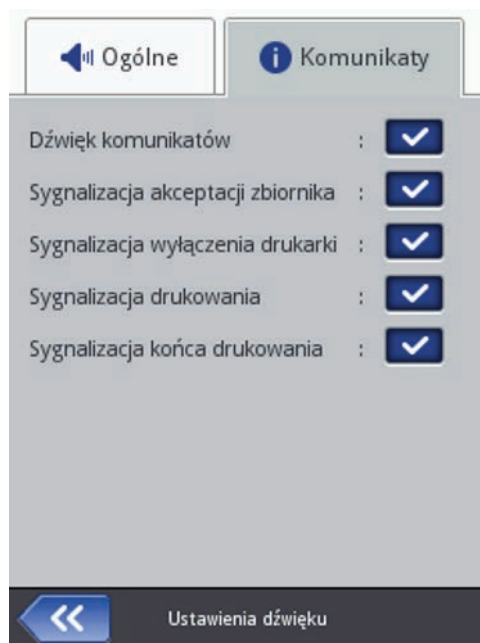 Ogólne
Komunikaty
Dźwięk komunikatów :
Sygnalizacja akceptacji zbiornika :
Sygnalizacja wyłączenia drukarki :
Sygnalizacja drukowania :
Sygnalizacja końca drukowania :
Ustawienia dźwięku